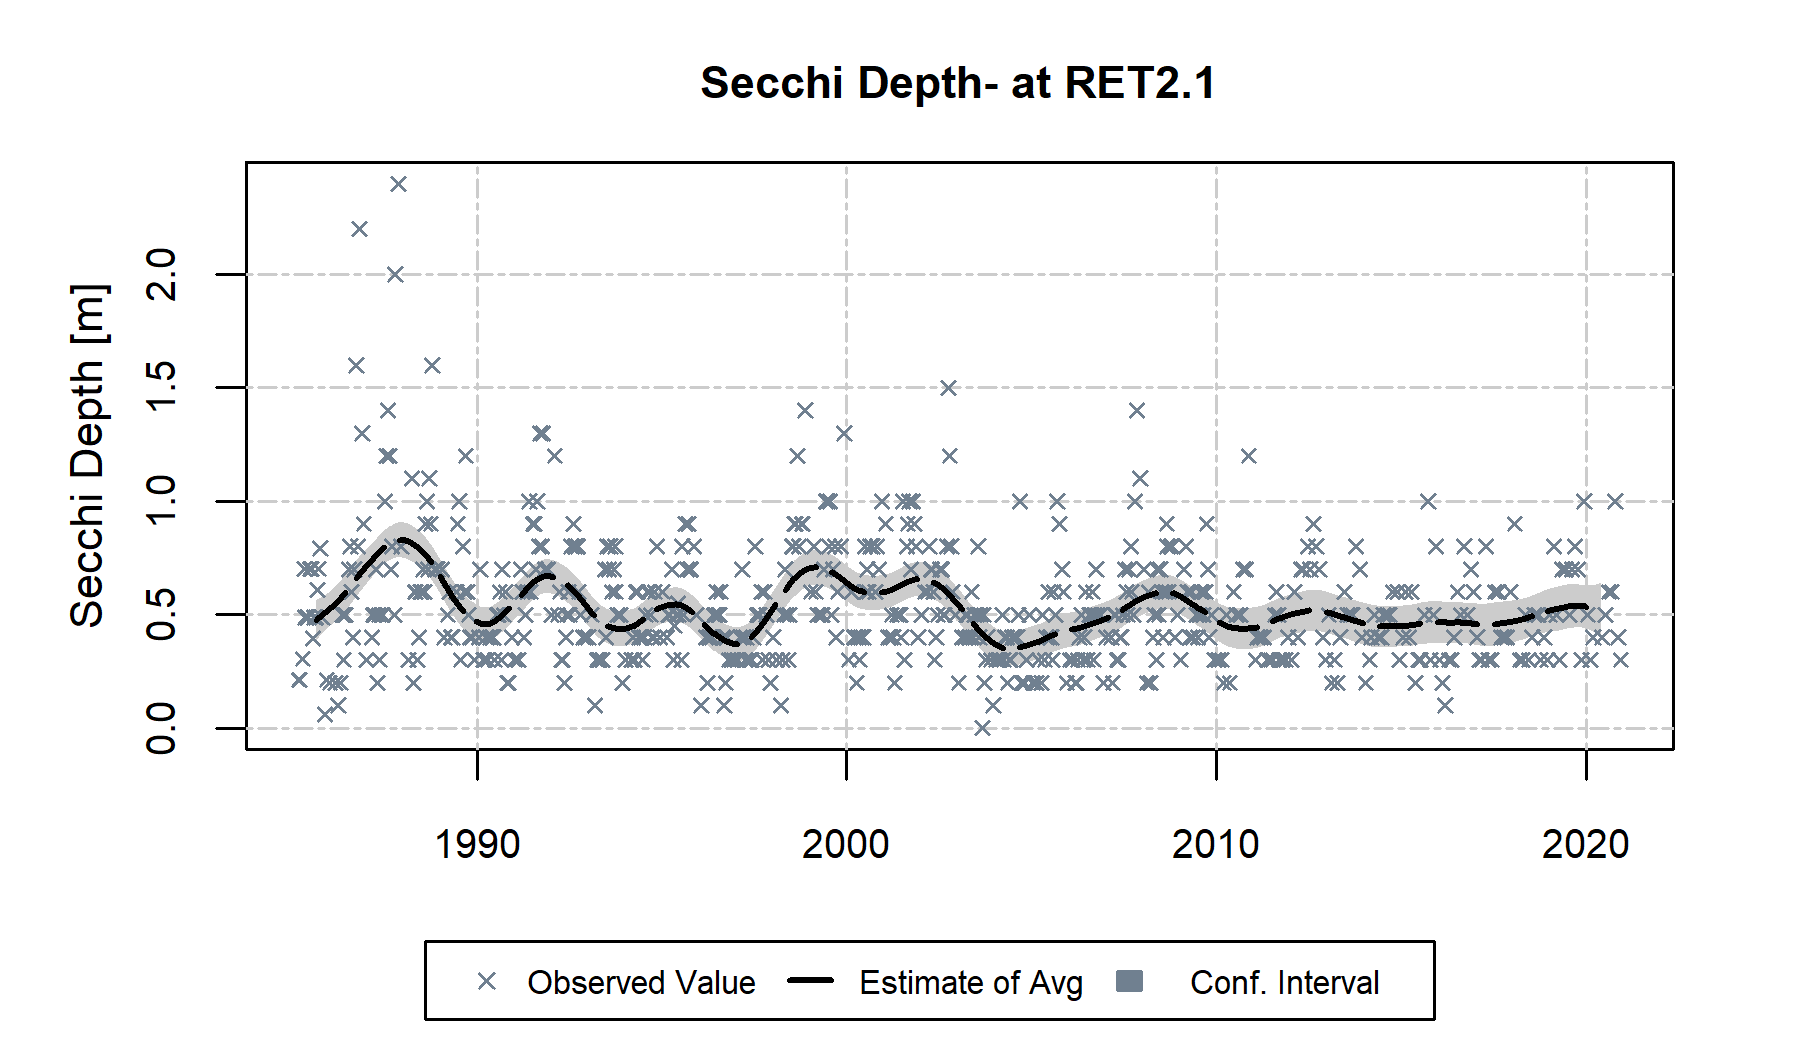 Secchi Depth- at RET2.1
Secchi Depth [m]
2.0
1.5
1.0
0.5
0.0
1990 2000 2010 2020
Observed Value Estimate of Avg Conf. Interval